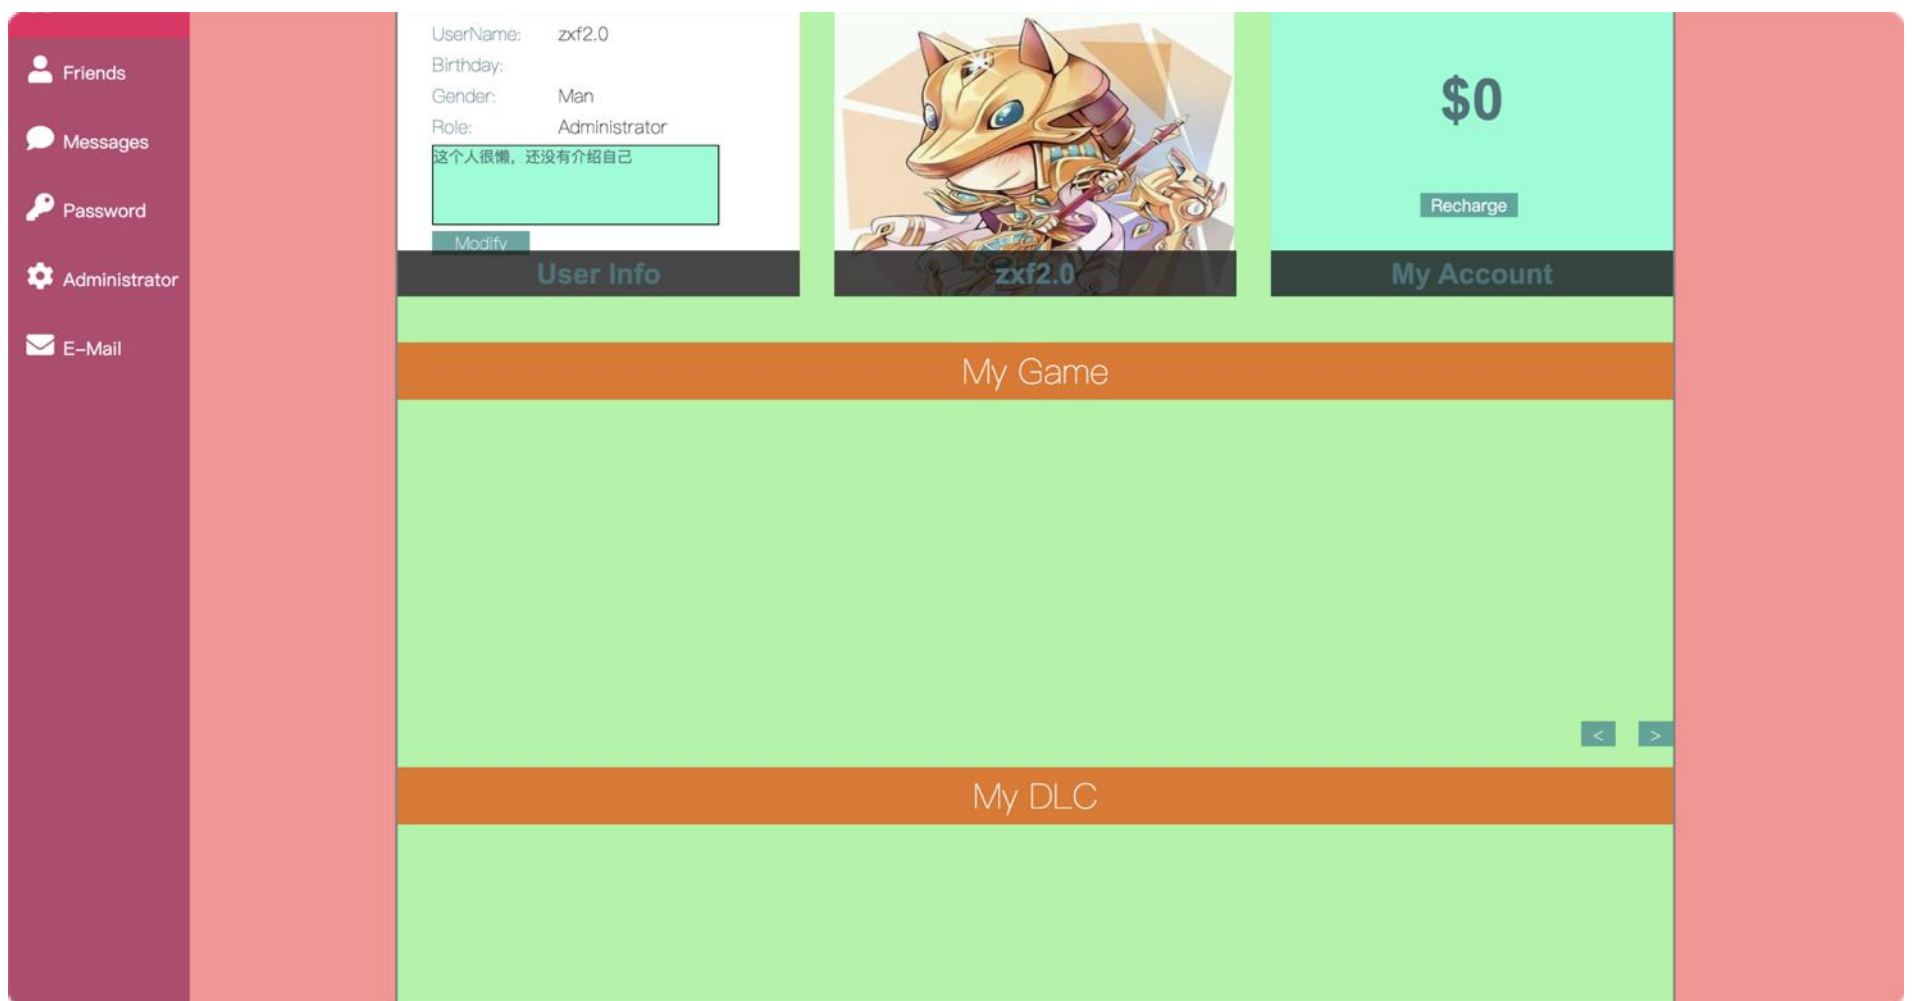 Friends
Messages
Password
Administrator
E-Mail
UserName: zxf2.0
Birthday:
Gender: Man
Role: Administrator
这个人很懒，还没有介绍自己
Modify
User Info
zxf2.0
$0
Recharge
My Account
My Game
< >
My DLC